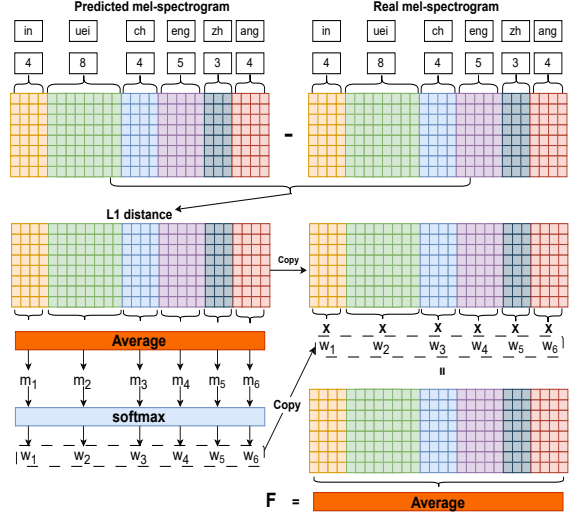 Predicted mel-spectrogram
Real mel-spectrogram
in uei ch eng zh ang
in uei ch eng zh ang
4 8 4 5 3 4
4 8 4 5 3 4
-
L1 distance
Copy
x x x x x x
w1 w2 w3 w4 w5 w6
Average
=
m1 m2 m3 m4 m5 m6
softmax
Copy
w1 w2 w3 w4 w5 w6
F = Average